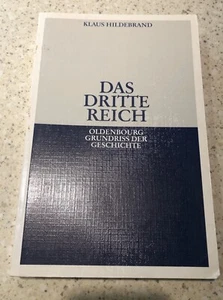 KLAUS HILDEBRAND
DAS
DRITTE
REICH
OLDENBOURG
GRUNDRISS DER
GESCHICHTE